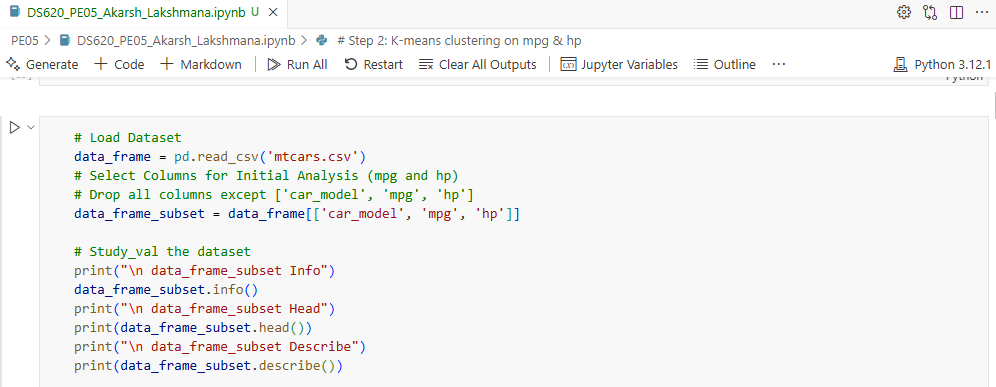 DS620_PE05_Akarsh_Lakshmana.ipynb U
PE05 > DS620_PE05_Akarsh_Lakshmana.ipynb > # Step 2: K-means clustering on mpg & hp
Generate + Code + Markdown Run All Restart Clear All Outputs Jupyter Variables Outline ... Python 3.12.1
Python
# Load Dataset
data_frame = pd.read_csv('mtcars.csv')
# Select Columns for Initial Analysis (mpg and hp)
# Drop all columns except ['car_model', 'mpg', 'hp']
data_frame_subset = data_frame[['car_model', 'mpg', 'hp']]
# Study_val the dataset
print("\n data_frame_subset Info")
data_frame_subset.info()
print("\n data_frame_subset Head")
print(data_frame_subset.head())
print("\n data_frame_subset Describe")
print(data_frame_subset.describe())